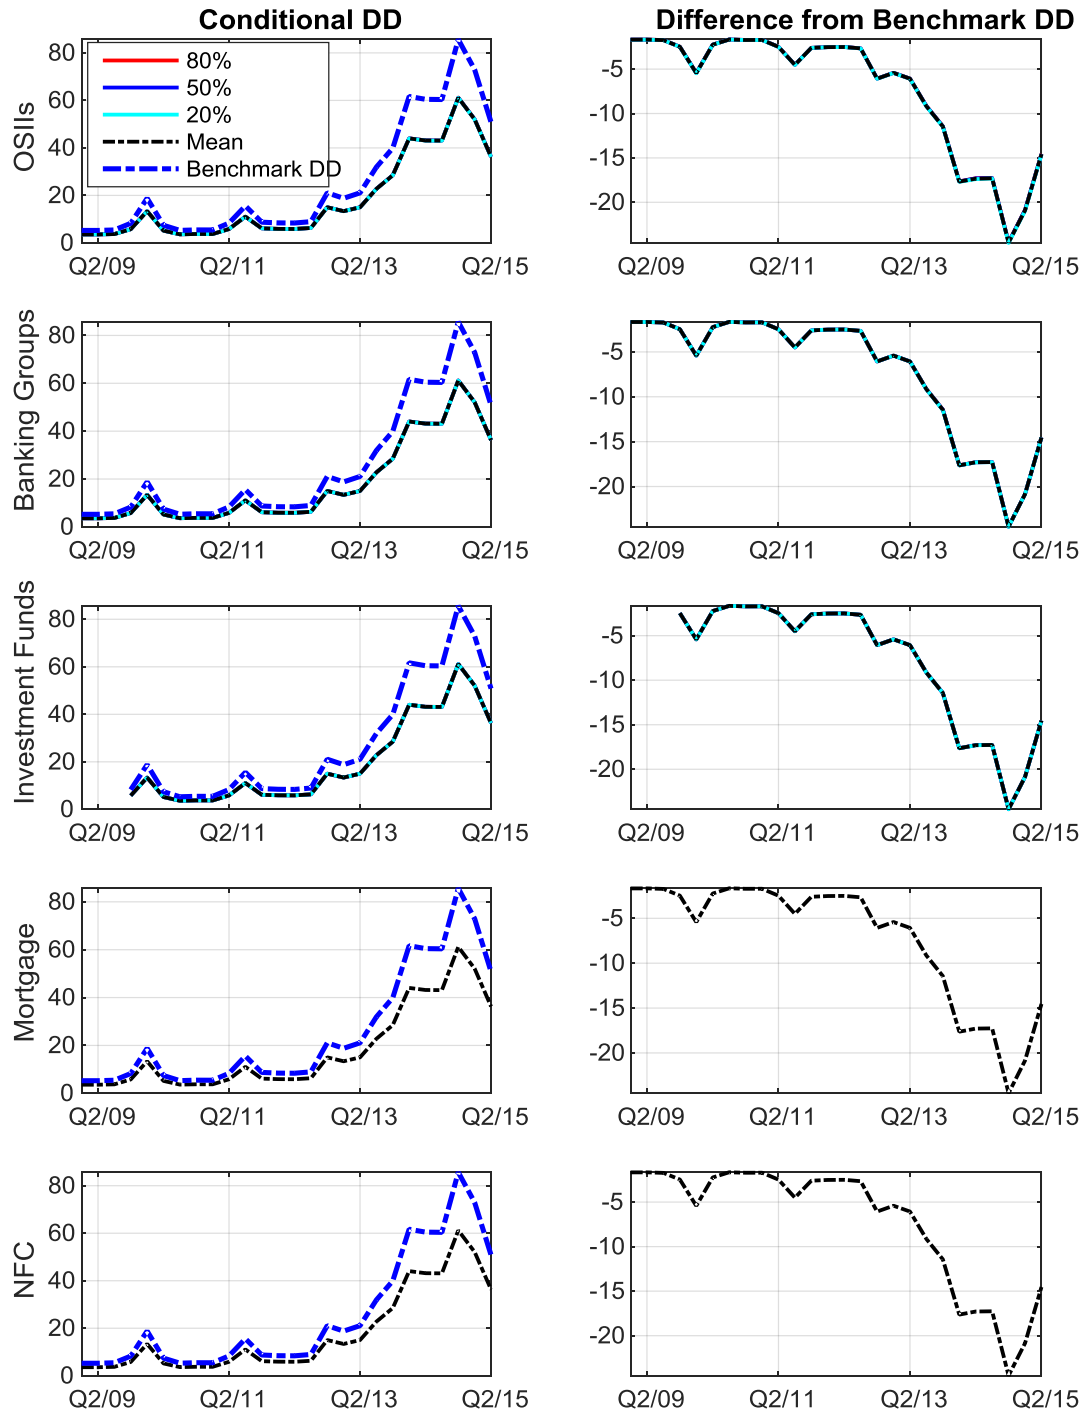 Conditional DD
Difference from Benchmark DD
OSIIs
80
60
40
20
0
80%
50%
20%
Mean
Benchmark DD
Q2/09
Q2/11
Q2/13
Q2/15
-5
-10
-15
-20
Q2/09
Q2/11
Q2/13
Q2/15
Banking Groups
80
60
40
20
0
Q2/09
Q2/11
Q2/13
Q2/15
-5
-10
-15
-20
Q2/09
Q2/11
Q2/13
Q2/15
Investment Funds
80
60
40
20
0
Q2/09
Q2/11
Q2/13
Q2/15
-5
-10
-15
-20
Q2/09
Q2/11
Q2/13
Q2/15
Mortgage
80
60
40
20
0
Q2/09
Q2/11
Q2/13
Q2/15
-5
-10
-15
-20
Q2/09
Q2/11
Q2/13
Q2/15
NFC
80
60
40
20
0
Q2/09
Q2/11
Q2/13
Q2/15
-5
-10
-15
-20
Q2/09
Q2/11
Q2/13
Q2/15